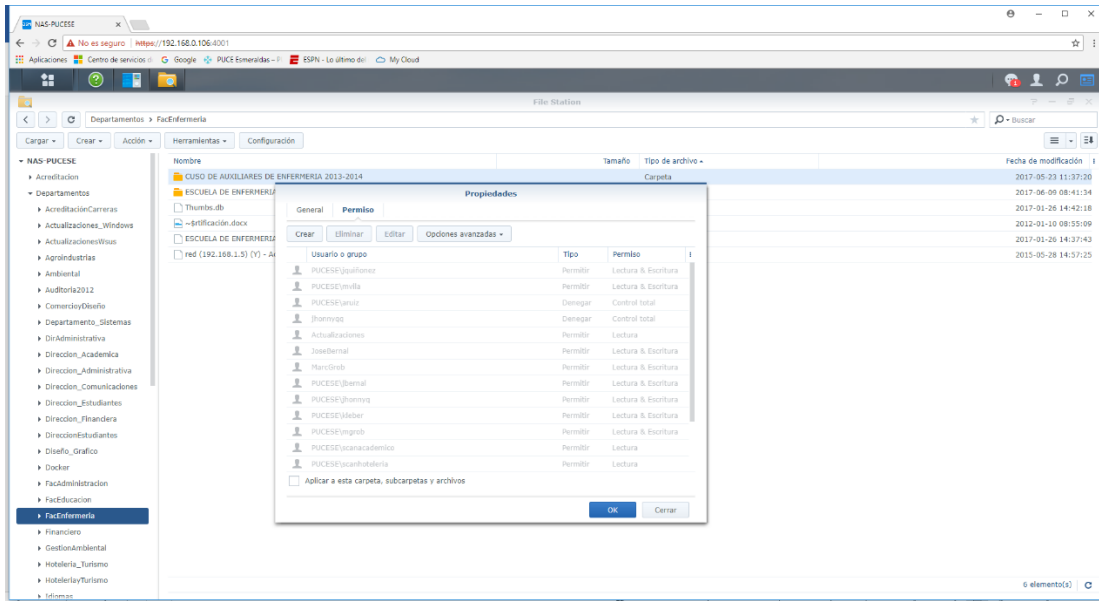 NAS-PUCESE
No es seguro | https://192.168.0.106:4001
Aplicaciones Centro de servicios d Google PUCE Esmeraldas – P ESPN - Lo último del My Cloud
File Station
Departamentos > FacEnfermeria Buscar
Cargar Crear Acción Herramientas Configuración
NAS-PUCESE
Acreditacion
Departamentos
AcreditaciónCarreras
Actualizaciones_Windows
ActualizacionesWsus
Agroindustrias
Ambiental
Auditoria2012
ComercioyDiseño
Departamento_Sistemas
DirAdministrativa
Direccion_Academica
Direccion_Administrativa
Direccion_Comunicaciones
Direccion_Estudiantes
Direccion_Financiera
DireccionEstudiantes
Diseño_Grafico
Docker
FacAdministracion
FacEducacion
FacEnfermeria
Financiero
GestionAmbiental
Hoteleria_Turismo
HoteleriayTurismo
Idiomas
Nombre Tamaño Tipo de archivo Fecha de modificación
CUSO DE AUXILIARES DE ENFERMERIA 2013-2014 Carpeta 2017-05-23 11:37:20
ESCUELA DE ENFERMERIA 2017-06-09 08:41:34
Thumbs.db 2017-01-26 14:42:18
~$rtificación.docx 2012-01-10 08:55:09
ESCUELA DE ENFERMERIA 2017-01-26 14:37:43
red (192.168.1.5) (Y) - A 2015-05-28 14:57:25
Propiedades
General Permiso
Crear Eliminar Editar Opciones avanzadas
Usuario o grupo Tipo Permiso
PUCESE\jquiñonez Permitir Lectura & Escritura
PUCESE\mvila Permitir Lectura & Escritura
PUCESE\aruiz Denegar Control total
jhonnyqq Denegar Control total
Actualizaciones Permitir Lectura
JoseBernal Permitir Lectura & Escritura
MarcGrob Permitir Lectura & Escritura
PUCESE\jbernal Permitir Lectura & Escritura
PUCESE\jhonnyq Permitir Lectura & Escritura
PUCESE\kleber Permitir Lectura & Escritura
PUCESE\mgrob Permitir Lectura & Escritura
PUCESE\scanacademico Permitir Lectura
PUCESE\scanhoteleria Permitir Lectura
Aplicar a esta carpeta, subcarpetas y archivos
OK Cerrar
6 elemento(s)